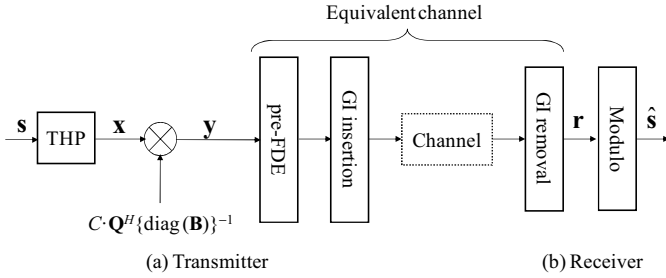 Equivalent channel
s
THP
x
y
pre-FDE
GI insertion
Channel
GI removal
r
Modulo
ŝ
C·Q^H{diag(B)}^{-1}
(a) Transmitter
(b) Receiver